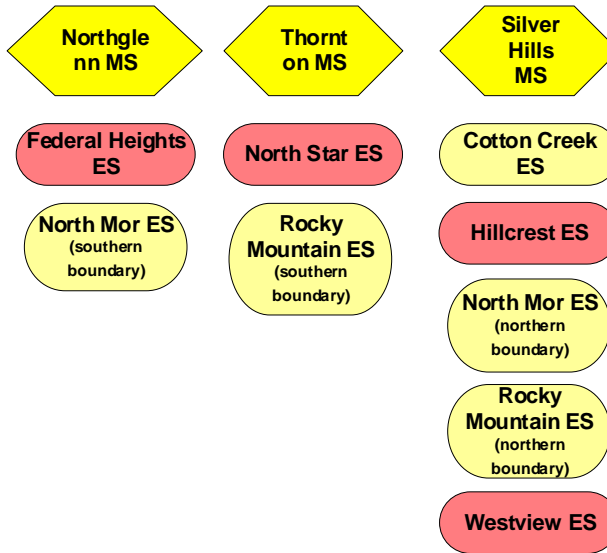 Northgle
nn MS
Thornt
on MS
Silver
Hills
MS
Federal Heights
ES
North Mor ES
(southern
boundary)
North Star ES
Rocky
Mountain ES
(southern
boundary)
Cotton Creek
ES
Hillcrest ES
North Mor ES
(northern
boundary)
Rocky
Mountain ES
(northern
boundary)
Westview ES